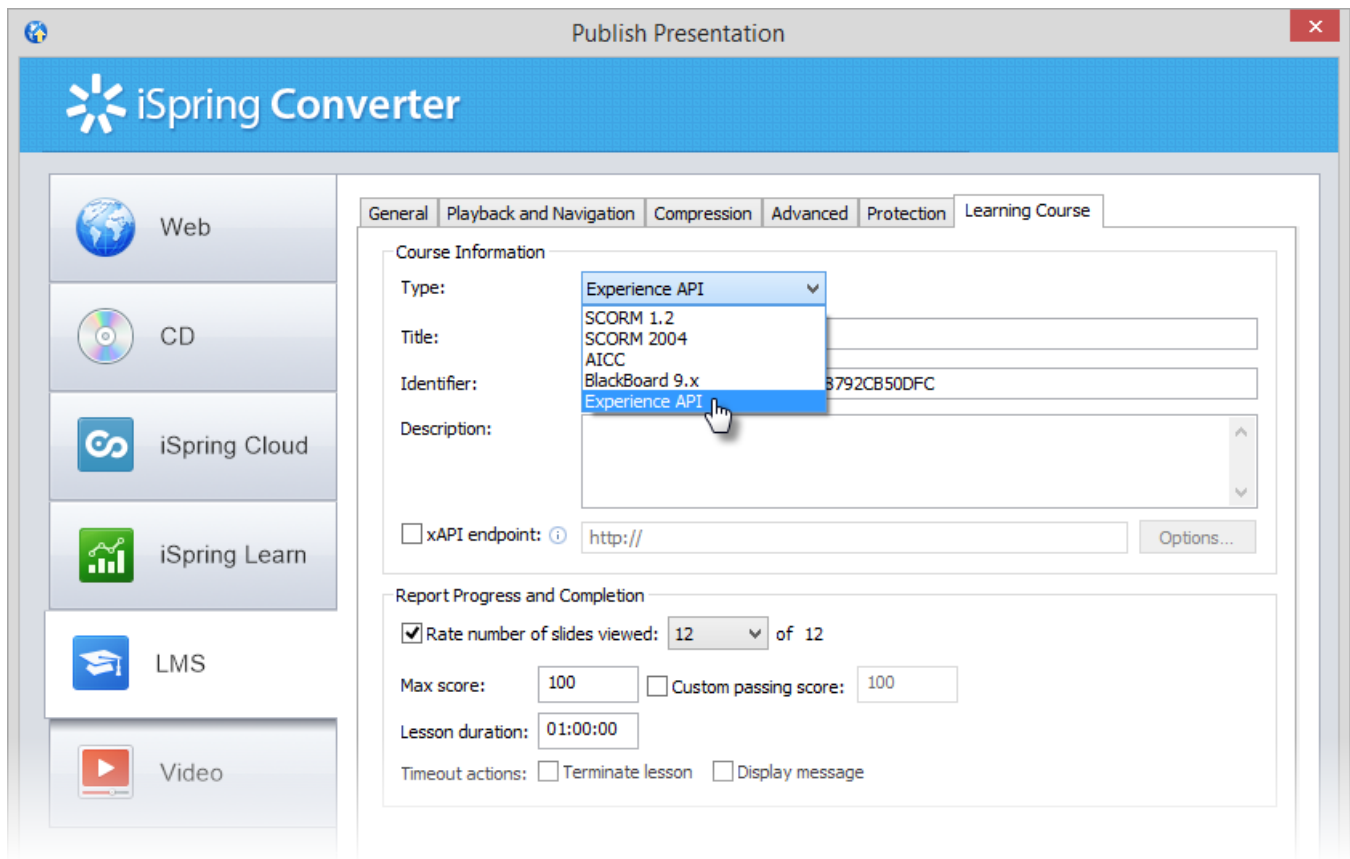 Publish Presentation
iSpring Converter
Web
CD
iSpring Cloud
iSpring Learn
LMS
Video
General Playback and Navigation Compression Advanced Protection Learning Course
Course Information
Type: Experience API
SCORM 1.2
SCORM 2004
AICC
BlackBoard 9.x
Experience API
Title:
Identifier: 8792CB50DFC
Description:
xAPI endpoint: http:// Options...
Report Progress and Completion
Rate number of slides viewed: 12 of 12
Max score: 100 Custom passing score: 100
Lesson duration: 01:00:00
Timeout actions: Terminate lesson Display message